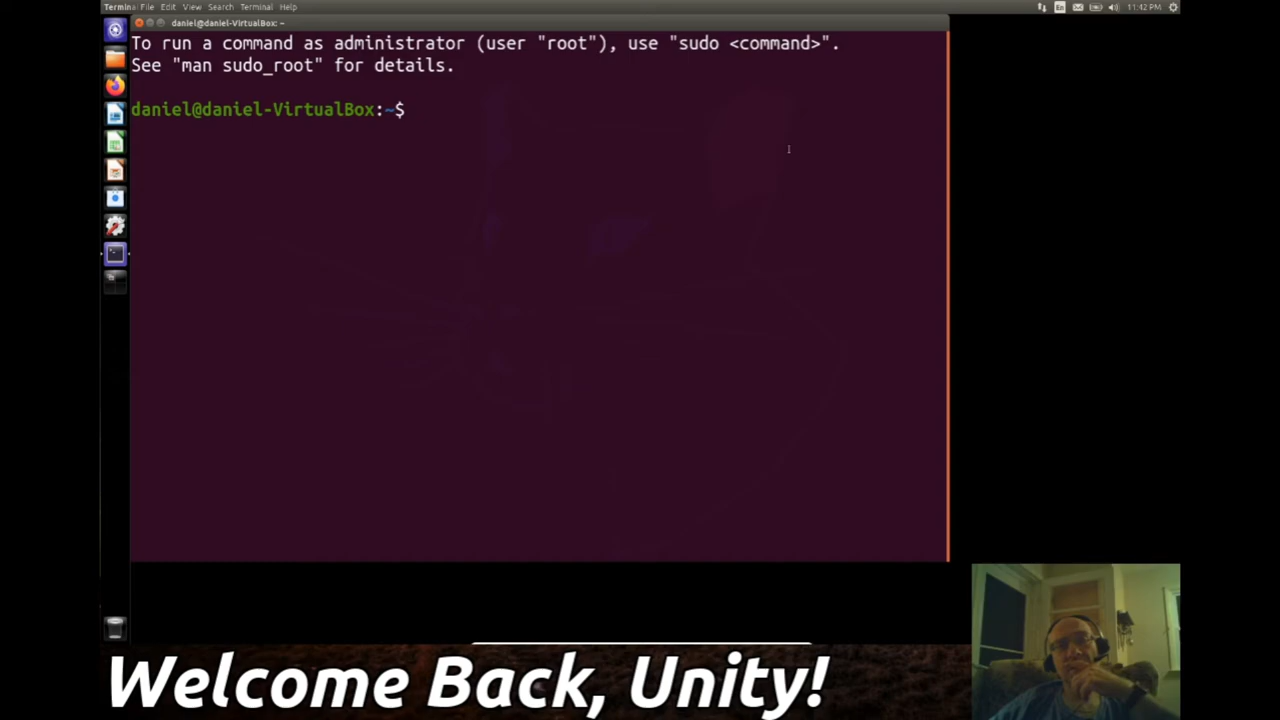 Terminal File Edit View Search Terminal Help
En
11:42 PM
daniel@daniel-VirtualBox: ~
To run a command as administrator (user "root"), use "sudo <command>".
See "man sudo_root" for details.
daniel@daniel-VirtualBox:~$
Welcome Back, Unity!